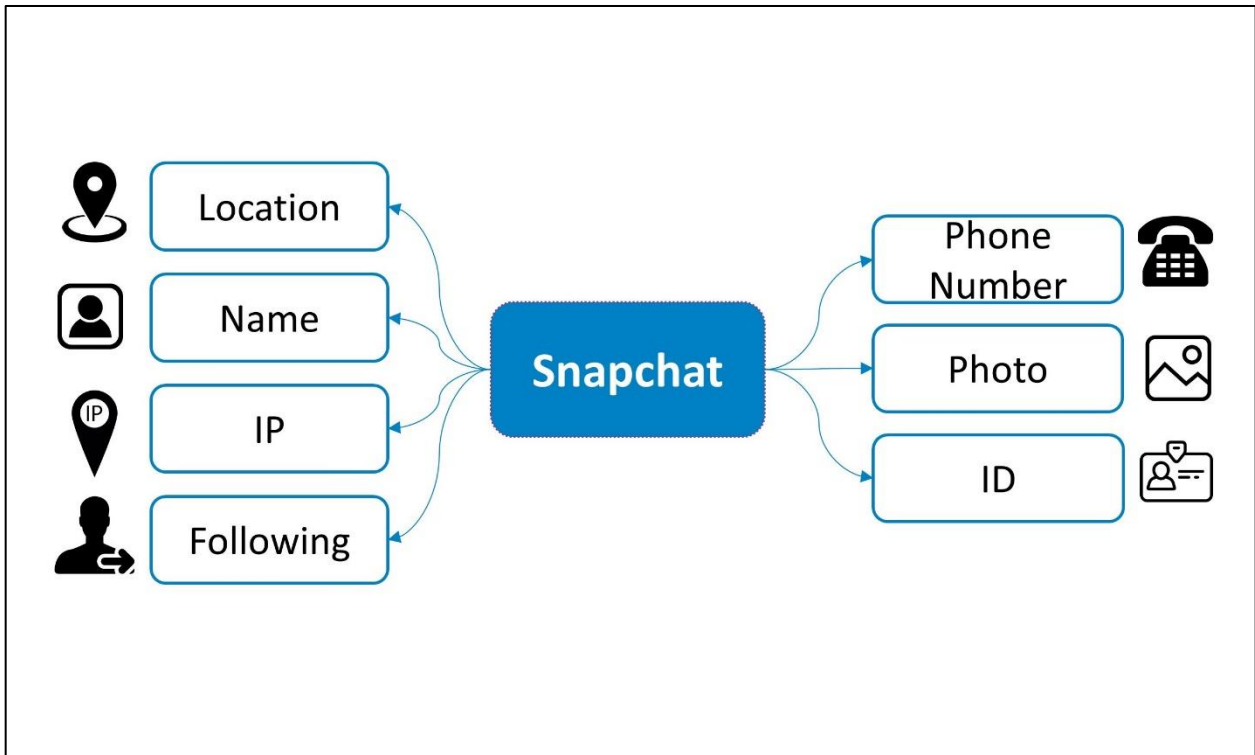 Location
Name
IP
IP
Following
Snapchat
Phone
Number
Photo
ID